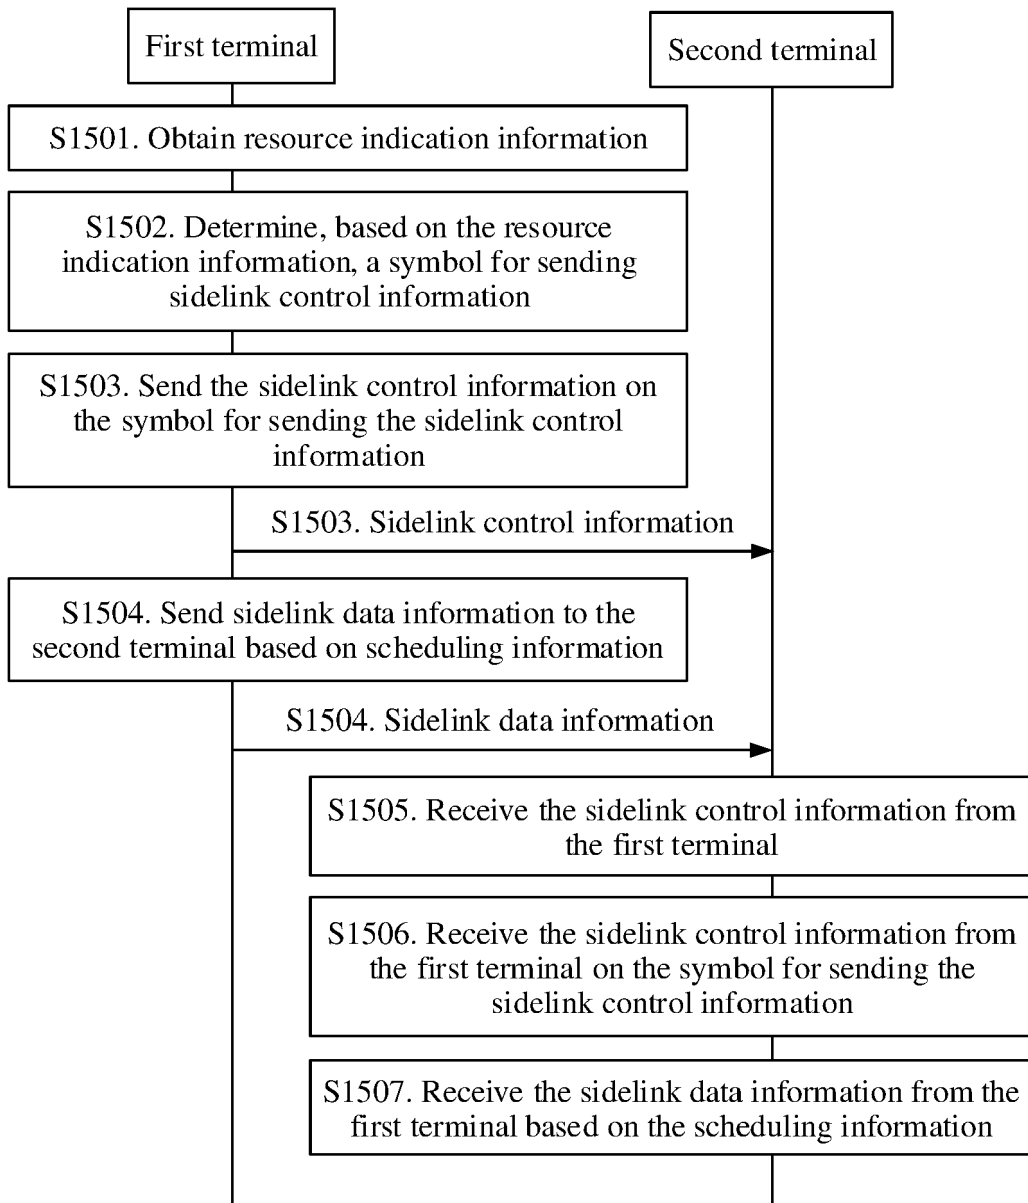 First terminal
Second terminal
S1501. Obtain resource indication information
S1502. Determine, based on the resource
indication information, a symbol for sending
sidelink control information
S1503. Send the sidelink control information on
the symbol for sending the sidelink control
information
S1503. Sidelink control information
S1504. Send sidelink data information to the
second terminal based on scheduling information
S1504. Sidelink data information
S1505. Receive the sidelink control information from
the first terminal
S1506. Receive the sidelink control information from
the first terminal on the symbol for sending the
sidelink control information
S1507. Receive the sidelink data information from the
first terminal based on the scheduling information